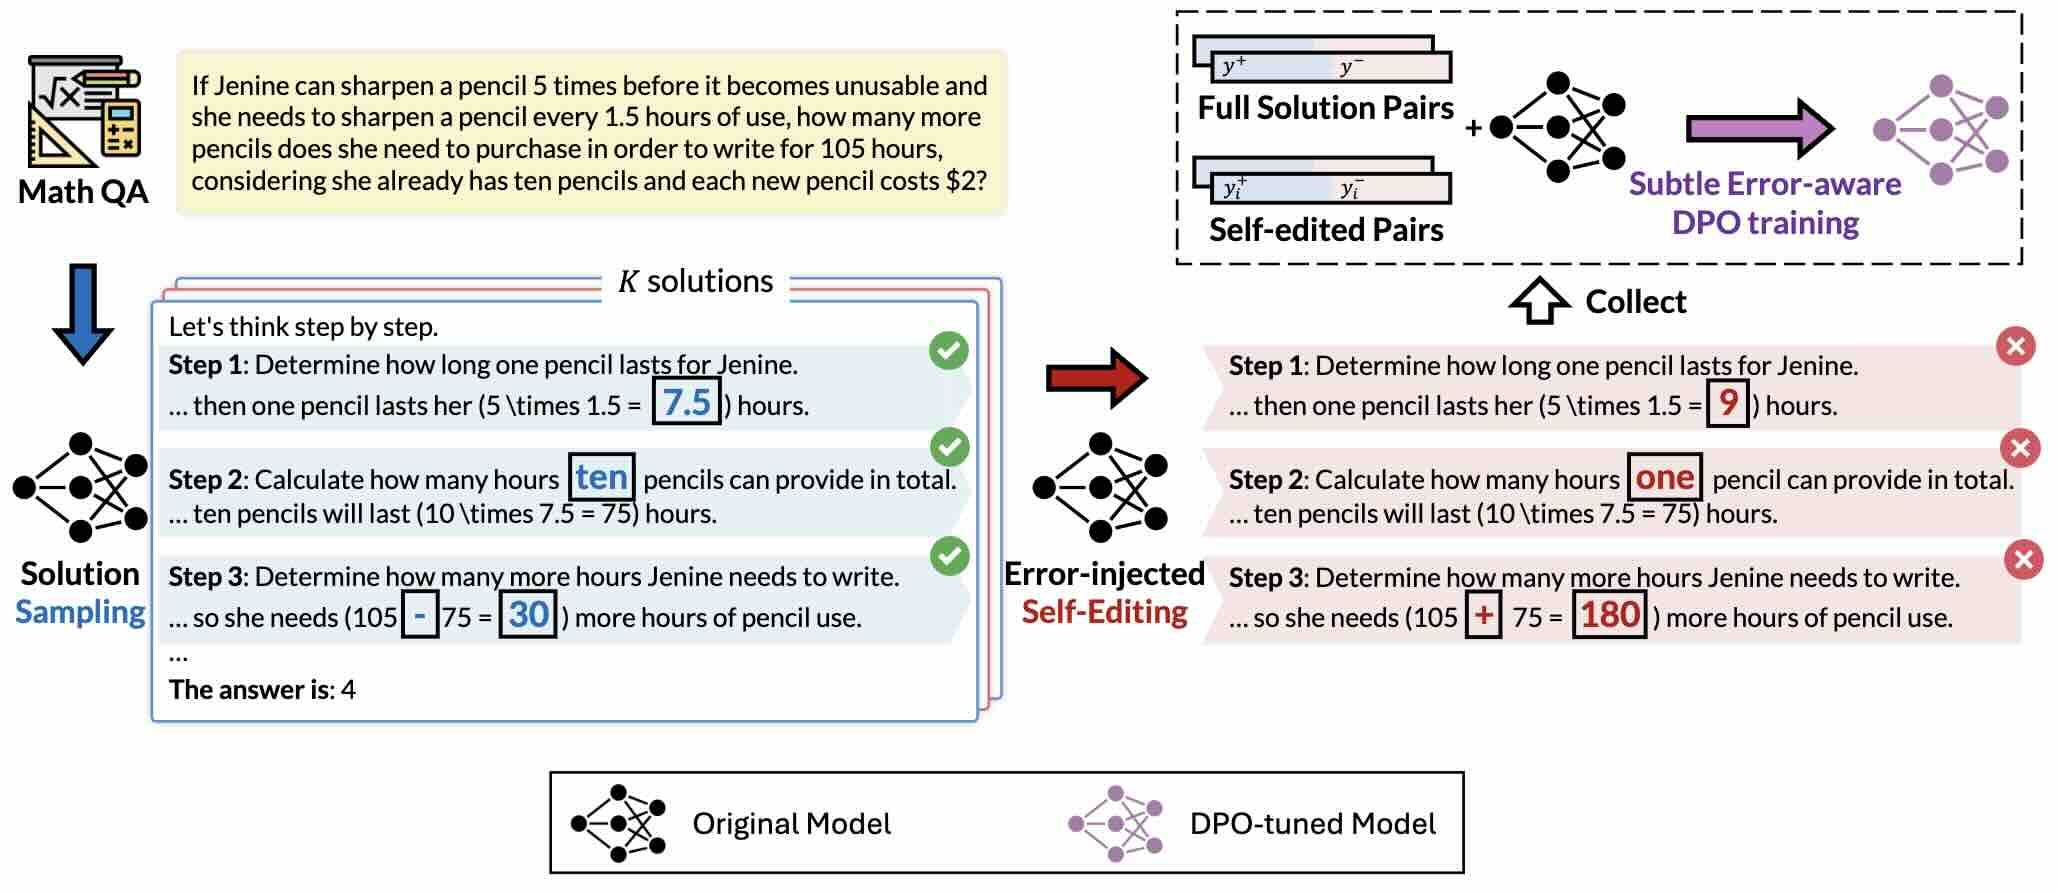 Math QA
If Jenine can sharpen a pencil 5 times before it becomes unusable and
she needs to sharpen a pencil every 1.5 hours of use, how many more
pencils does she need to purchase in order to write for 105 hours,
considering she already has ten pencils and each new pencil costs $2?
Solution
Sampling
K solutions
Let's think step by step.
Step 1: Determine how long one pencil lasts for Jenine.
... then one pencil lasts her (5 \times 1.5 = 7.5 ) hours.
Step 2: Calculate how many hours ten pencils can provide in total.
... ten pencils will last (10 \times 7.5 = 75) hours.
Step 3: Determine how many more hours Jenine needs to write.
... so she needs (105 - 75 = 30 ) more hours of pencil use.
...
The answer is: 4
Error-injected
Self-Editing
Step 1: Determine how long one pencil lasts for Jenine.
... then one pencil lasts her (5 \times 1.5 = 9 ) hours.
Step 2: Calculate how many hours one pencil can provide in total.
... ten pencils will last (10 \times 7.5 = 75) hours.
Step 3: Determine how many more hours Jenine needs to write.
... so she needs (105 + 75 = 180 ) more hours of pencil use.
Collect
y⁺ y⁻
Full Solution Pairs
+
yᵢ⁺ yᵢ⁻
Self-edited Pairs
Subtle Error-aware
DPO training
Original Model
DPO-tuned Model